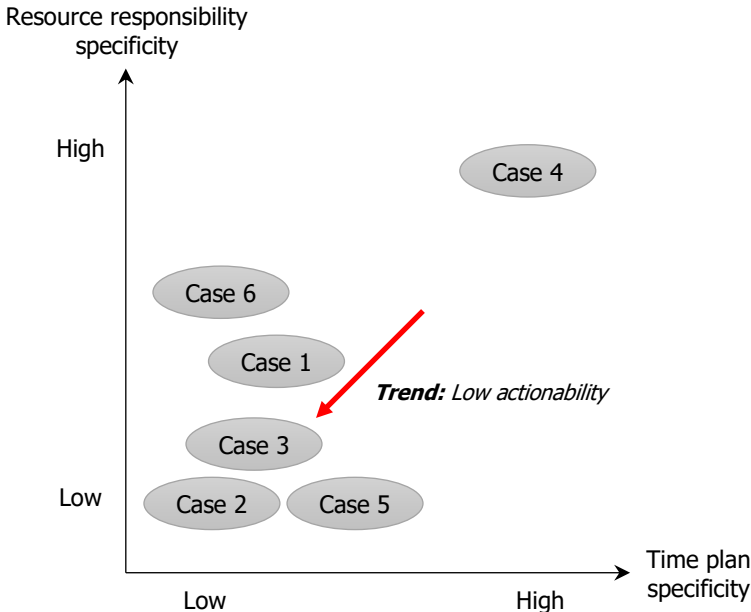 Resource responsibility
specificity
High
Case 4
Case 6
Case 1
Trend: Low actionability
Case 3
Low
Case 2
Case 5
Time plan
specificity
Low
High